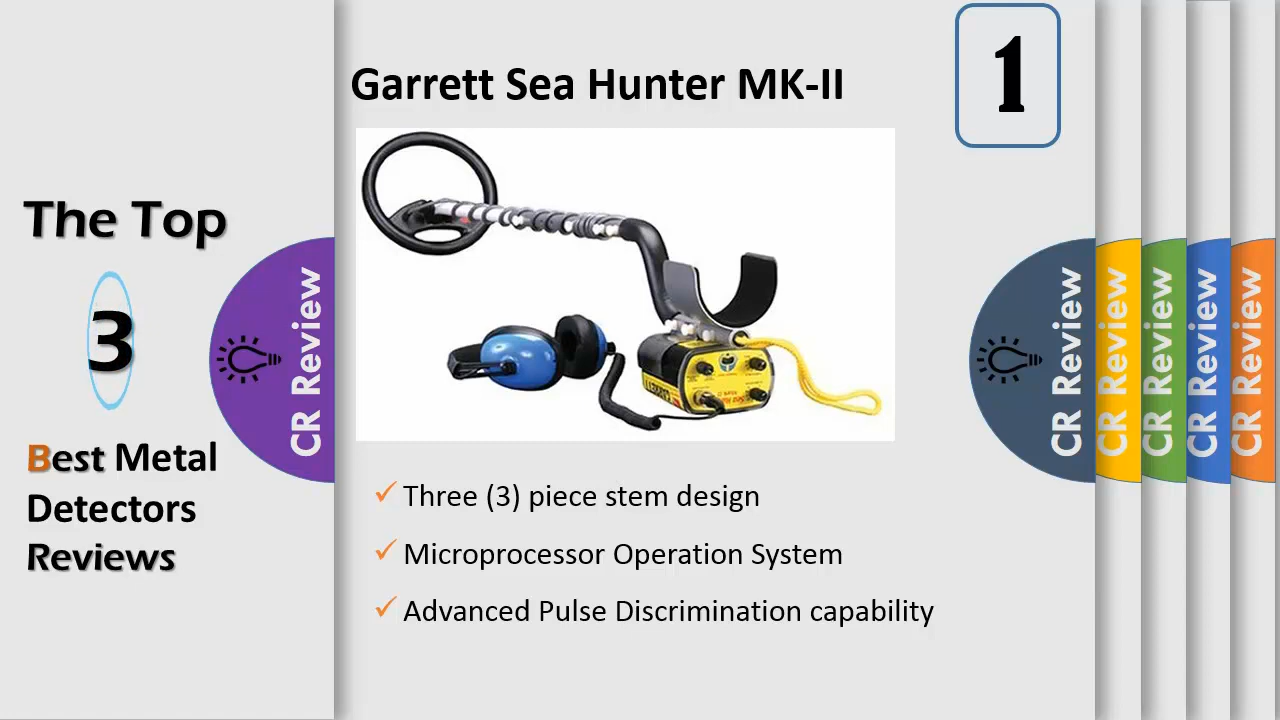 The Top
3
Best Metal
Detectors
Reviews
CR Review
Garrett Sea Hunter MK-II
1
Three (3) piece stem design
Microprocessor Operation System
Advanced Pulse Discrimination capability
CR Review
CR Review
CR Review
CR Review
CR Review